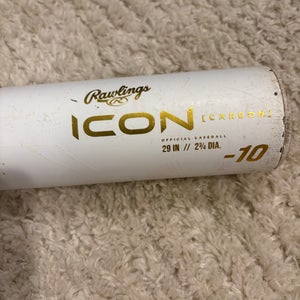 Rawlings
ICON [CARBON]
OFFICIAL BASEBALL
29 IN // 2¾ DIA.
-10